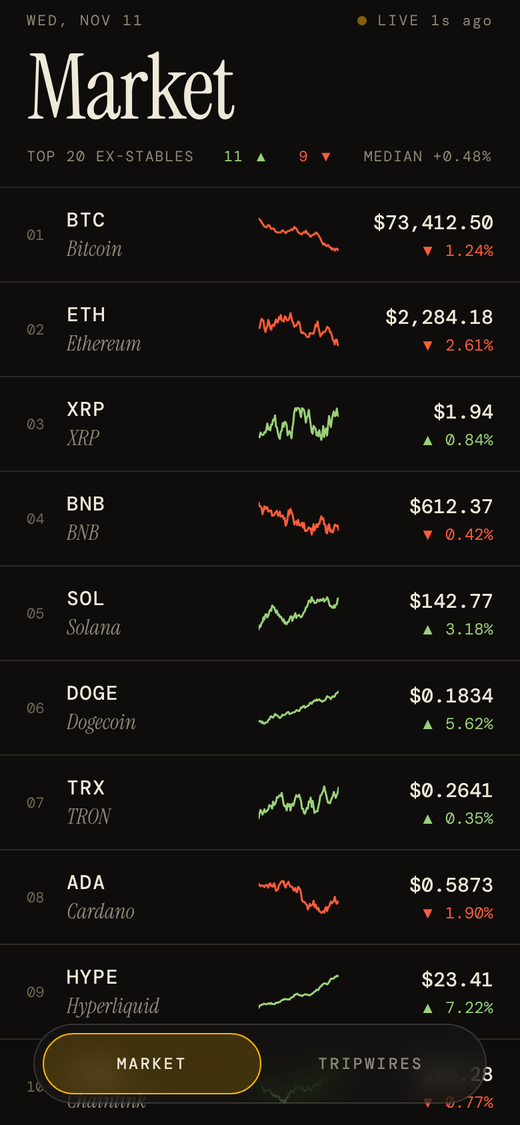 WED, NOV 11
LIVE 1s ago
Market
TOP 20 EX-STABLES 11 ▲ 9 ▼ MEDIAN +0.48%
01 BTC $73,412.50
Bitcoin ▼ 1.24%
02 ETH $2,284.18
Ethereum ▼ 2.61%
03 XRP $1.94
XRP ▲ 0.84%
04 BNB $612.37
BNB ▼ 0.42%
05 SOL $142.77
Solana ▲ 3.18%
06 DOGE $0.1834
Dogecoin ▲ 5.62%
07 TRX $0.2641
TRON ▲ 0.35%
08 ADA $0.5873
Cardano ▼ 1.90%
09 HYPE $23.41
Hyperliquid ▲ 7.22%
MARKET TRIPWIRES
10
Chainlink ▼ 0.77%